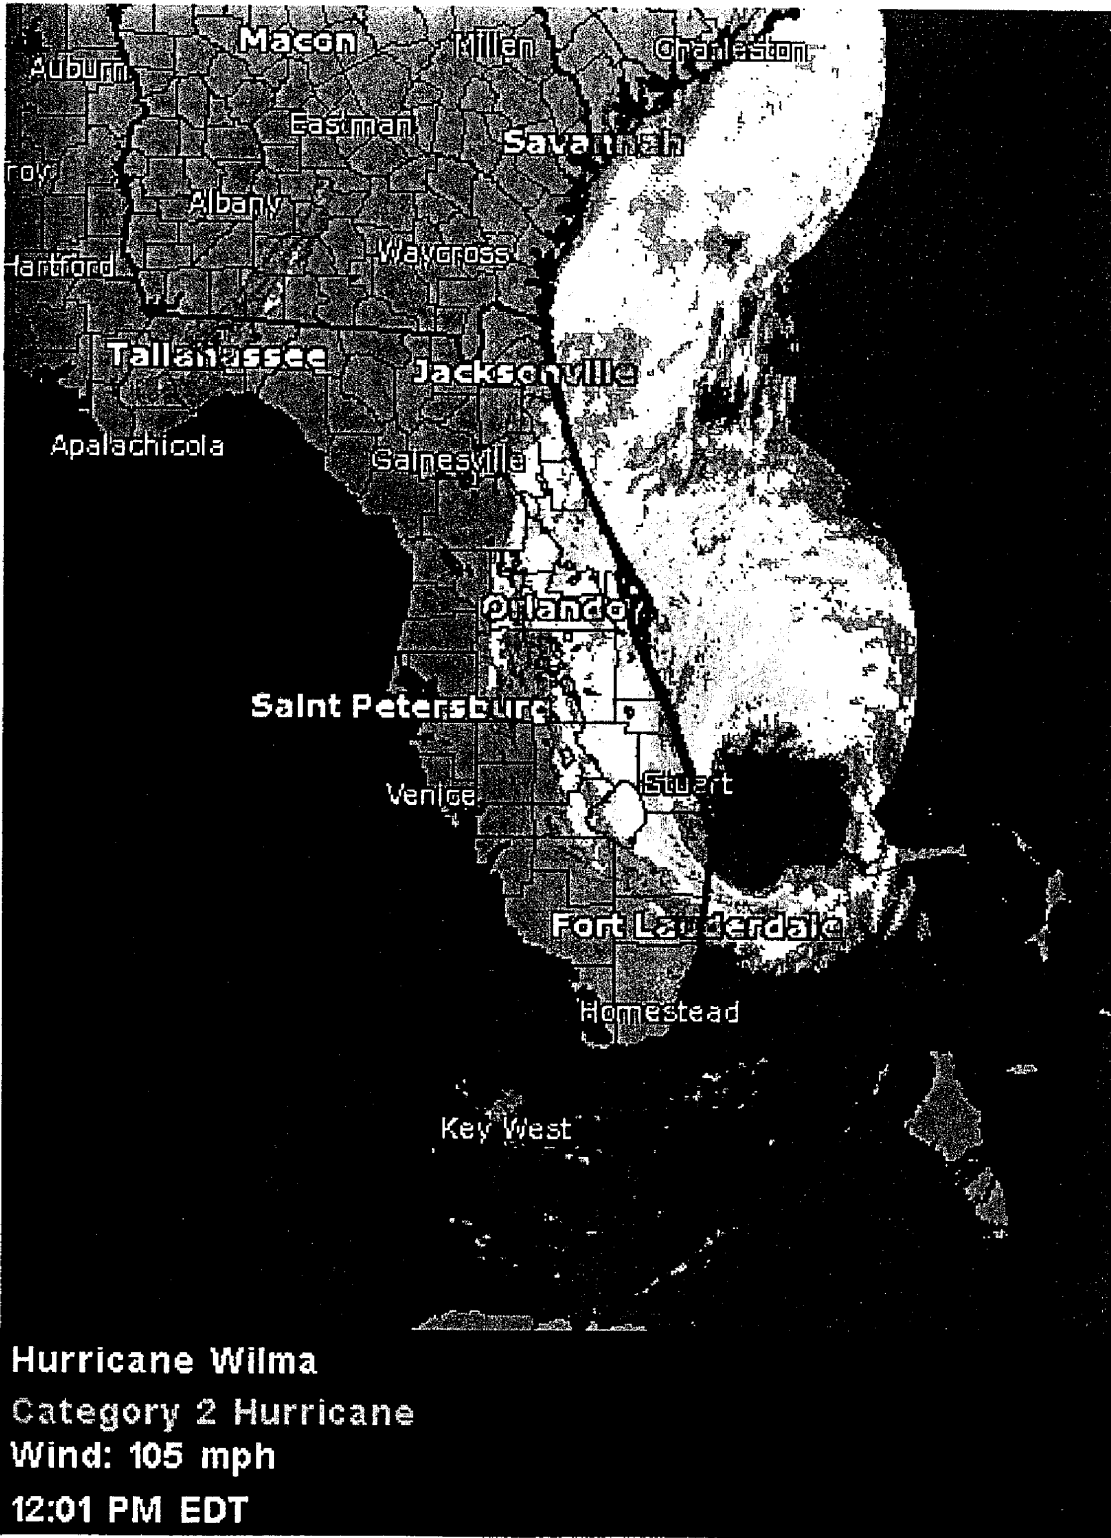 Macon
Millen
Charleston
Auburn
Eastman
Savannah
roy
Albany
Waycross
Hartford
Tallahassee
Jacksonville
Apalachicola
Gainesville
Orlando
Saint Petersburg
Stuart
Venice
Fort Lauderdale
Homestead
Key West
Hurricane Wilma
Category 2 Hurricane
Wind: 105 mph
12:01 PM EDT